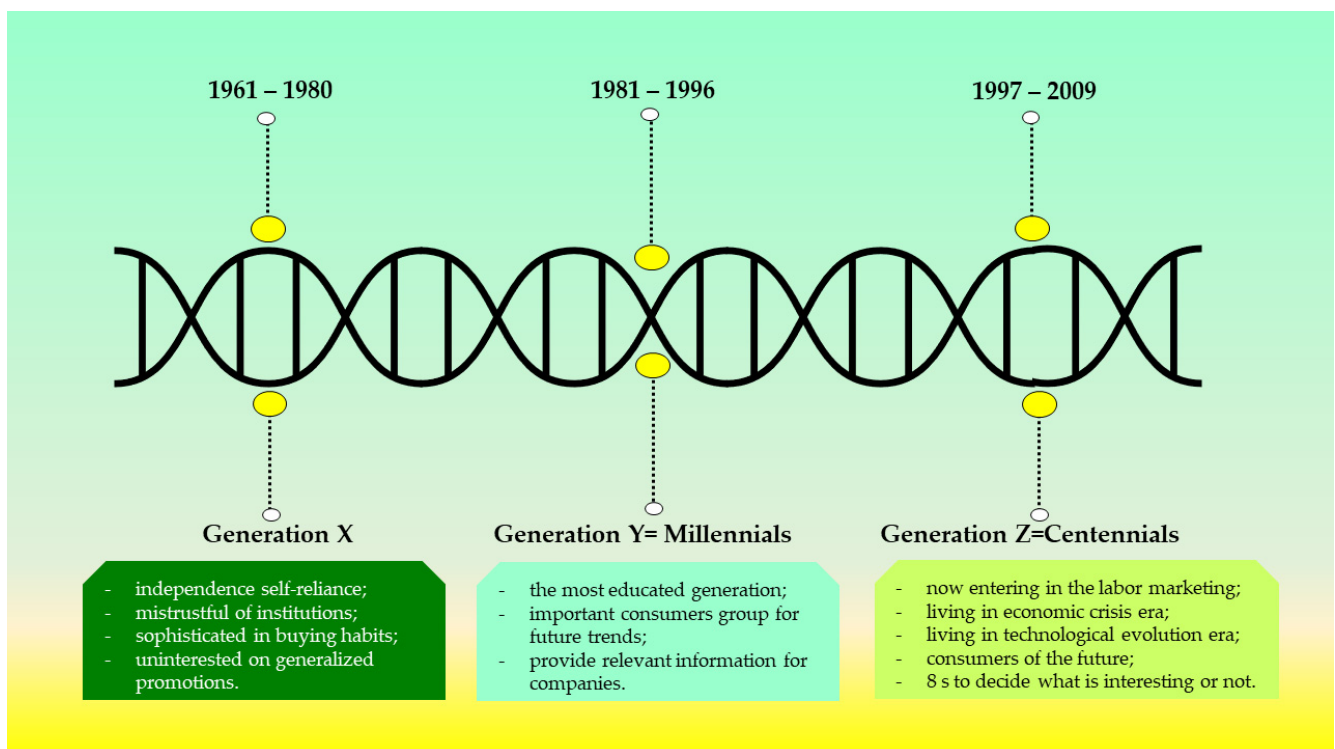 1961 – 1980
1981 – 1996
1997 – 2009
Generation X
Generation Y= Millennials
Generation Z=Centennials
- independence self-reliance;
- mistrustful of institutions;
- sophisticated in buying habits;
- uninterested on generalized
promotions.
- the most educated generation;
- important consumers group for
future trends;
- provide relevant information for
companies.
- now entering in the labor marketing;
- living in economic crisis era;
- living in technological evolution era;
- consumers of the future;
- 8 s to decide what is interesting or not.